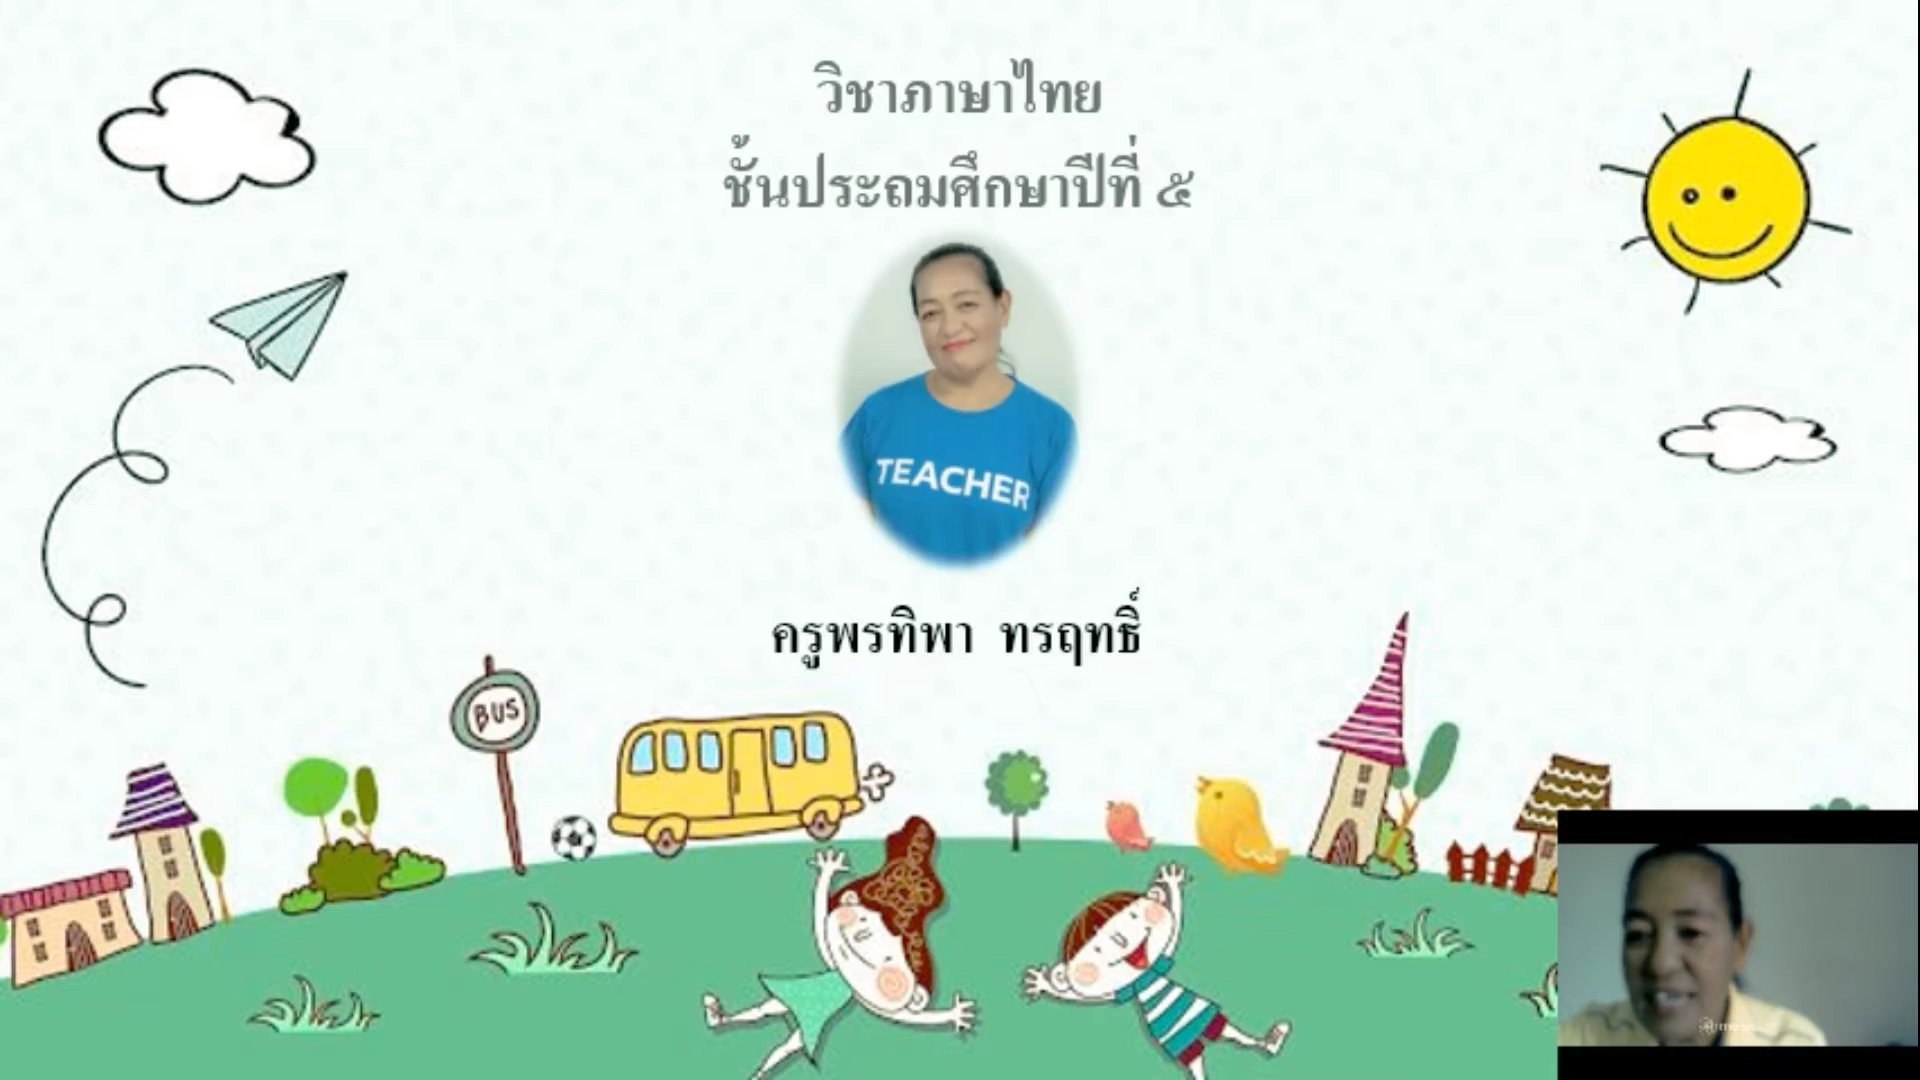 วิชาภาษาไทย
ชั้นประถมศึกษาปีที่ ๕
TEACHER
ครูพรทิพา ทรฤทธิ์
BUS